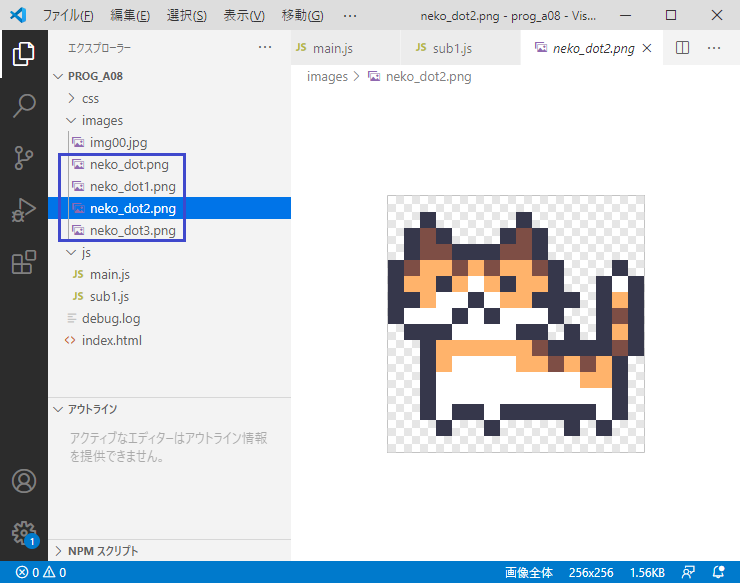 ファイル(F) 編集(E) 選択(S) 表示(V) 移動(G) ··· neko_dot2.png - prog_a08 - Vis...
エクスプローラー ···
JS main.js JS sub1.js neko_dot2.png
images > neko_dot2.png
PROG_A08
css
images
img00.jpg
neko_dot.png
neko_dot1.png
neko_dot2.png
neko_dot3.png
js
JS main.js
JS sub1.js
debug.log
<> index.html
アウトライン
アクティブなエディターはアウトライン情報
を提供できません。
NPM スクリプト
1
0 0 画像全体 256x256 1.56KB